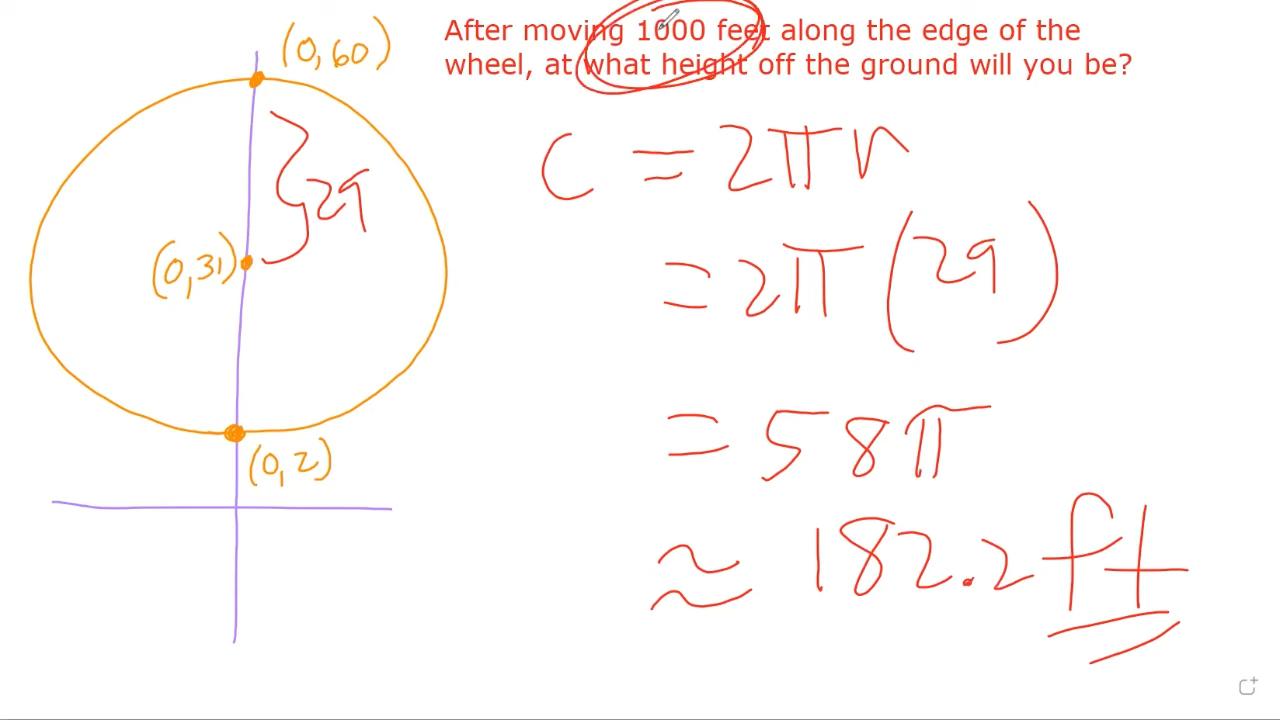 After moving 1000 feet along the edge of the
wheel, at what height off the ground will you be?
(0,60)
29
(0,31)
(0,2)
C = 2πr
= 2π(29)
= 58π
≈ 182.2 ft